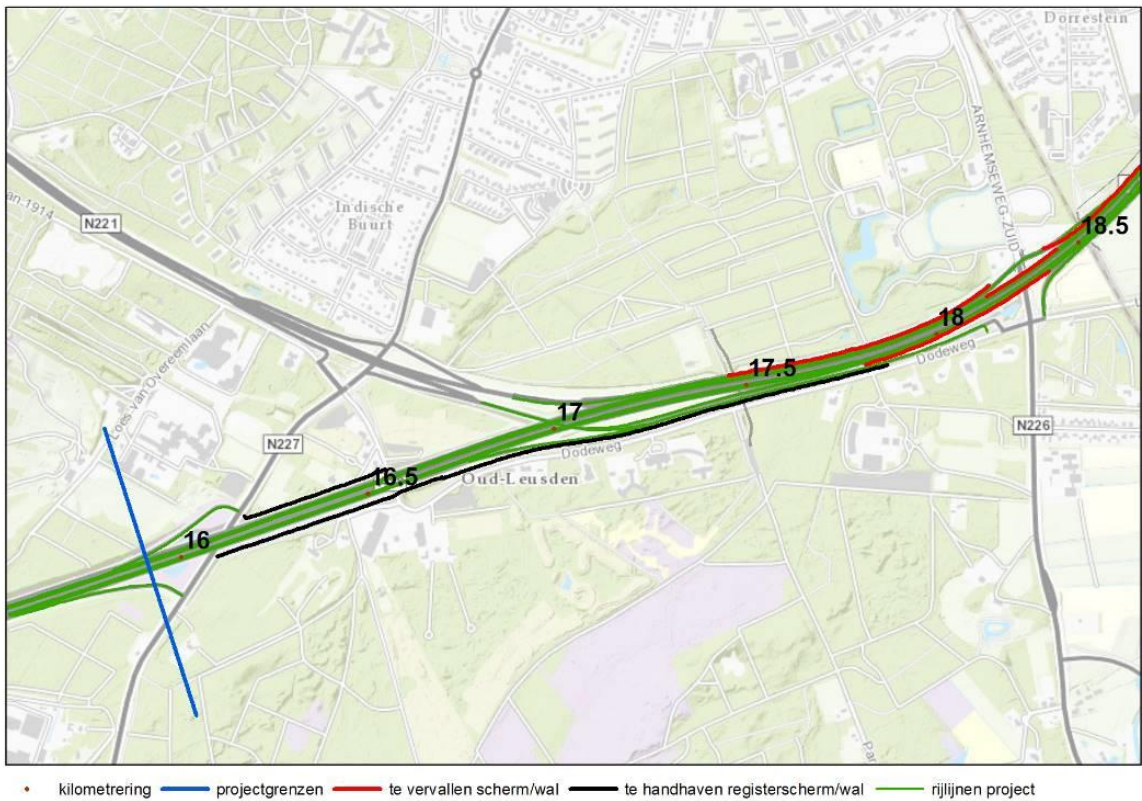 Dorrestein
ARNHEMSEWEG-ZUID
an-1914
N221
Indische
Buurt
18.5
18
Loes-van-Overeemlaan
Dodeweg
17.5
17
N227
N226
Dodeweg
16.5
Oud-Leusden
16
Par
kilometrering projectgrenzen te vervallen scherm/wal te handhaven registerscherm/wal rijlijnen project